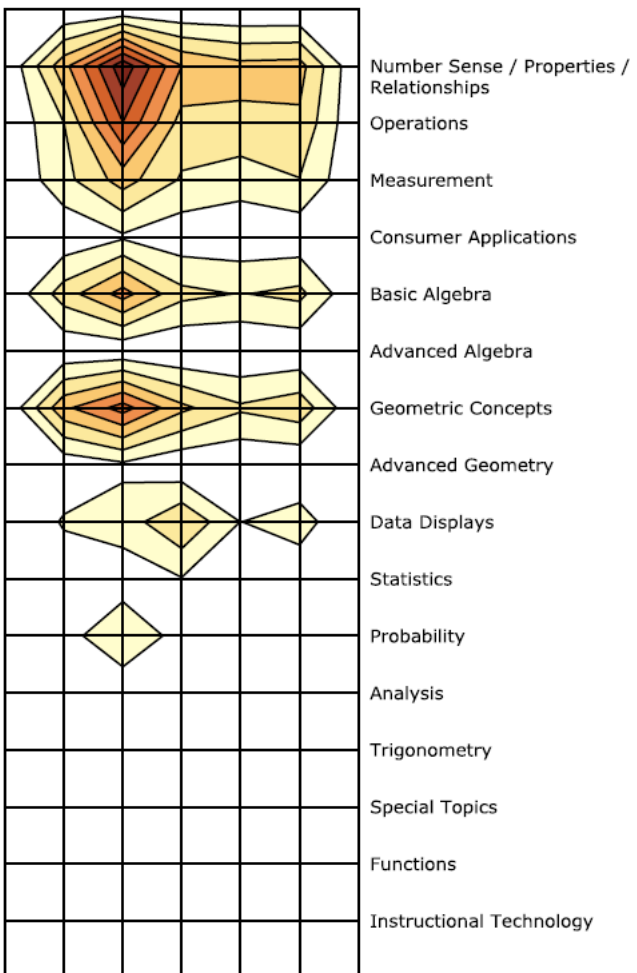 Number Sense / Properties /
Relationships
Operations
Measurement
Consumer Applications
Basic Algebra
Advanced Algebra
Geometric Concepts
Advanced Geometry
Data Displays
Statistics
Probability
Analysis
Trigonometry
Special Topics
Functions
Instructional Technology